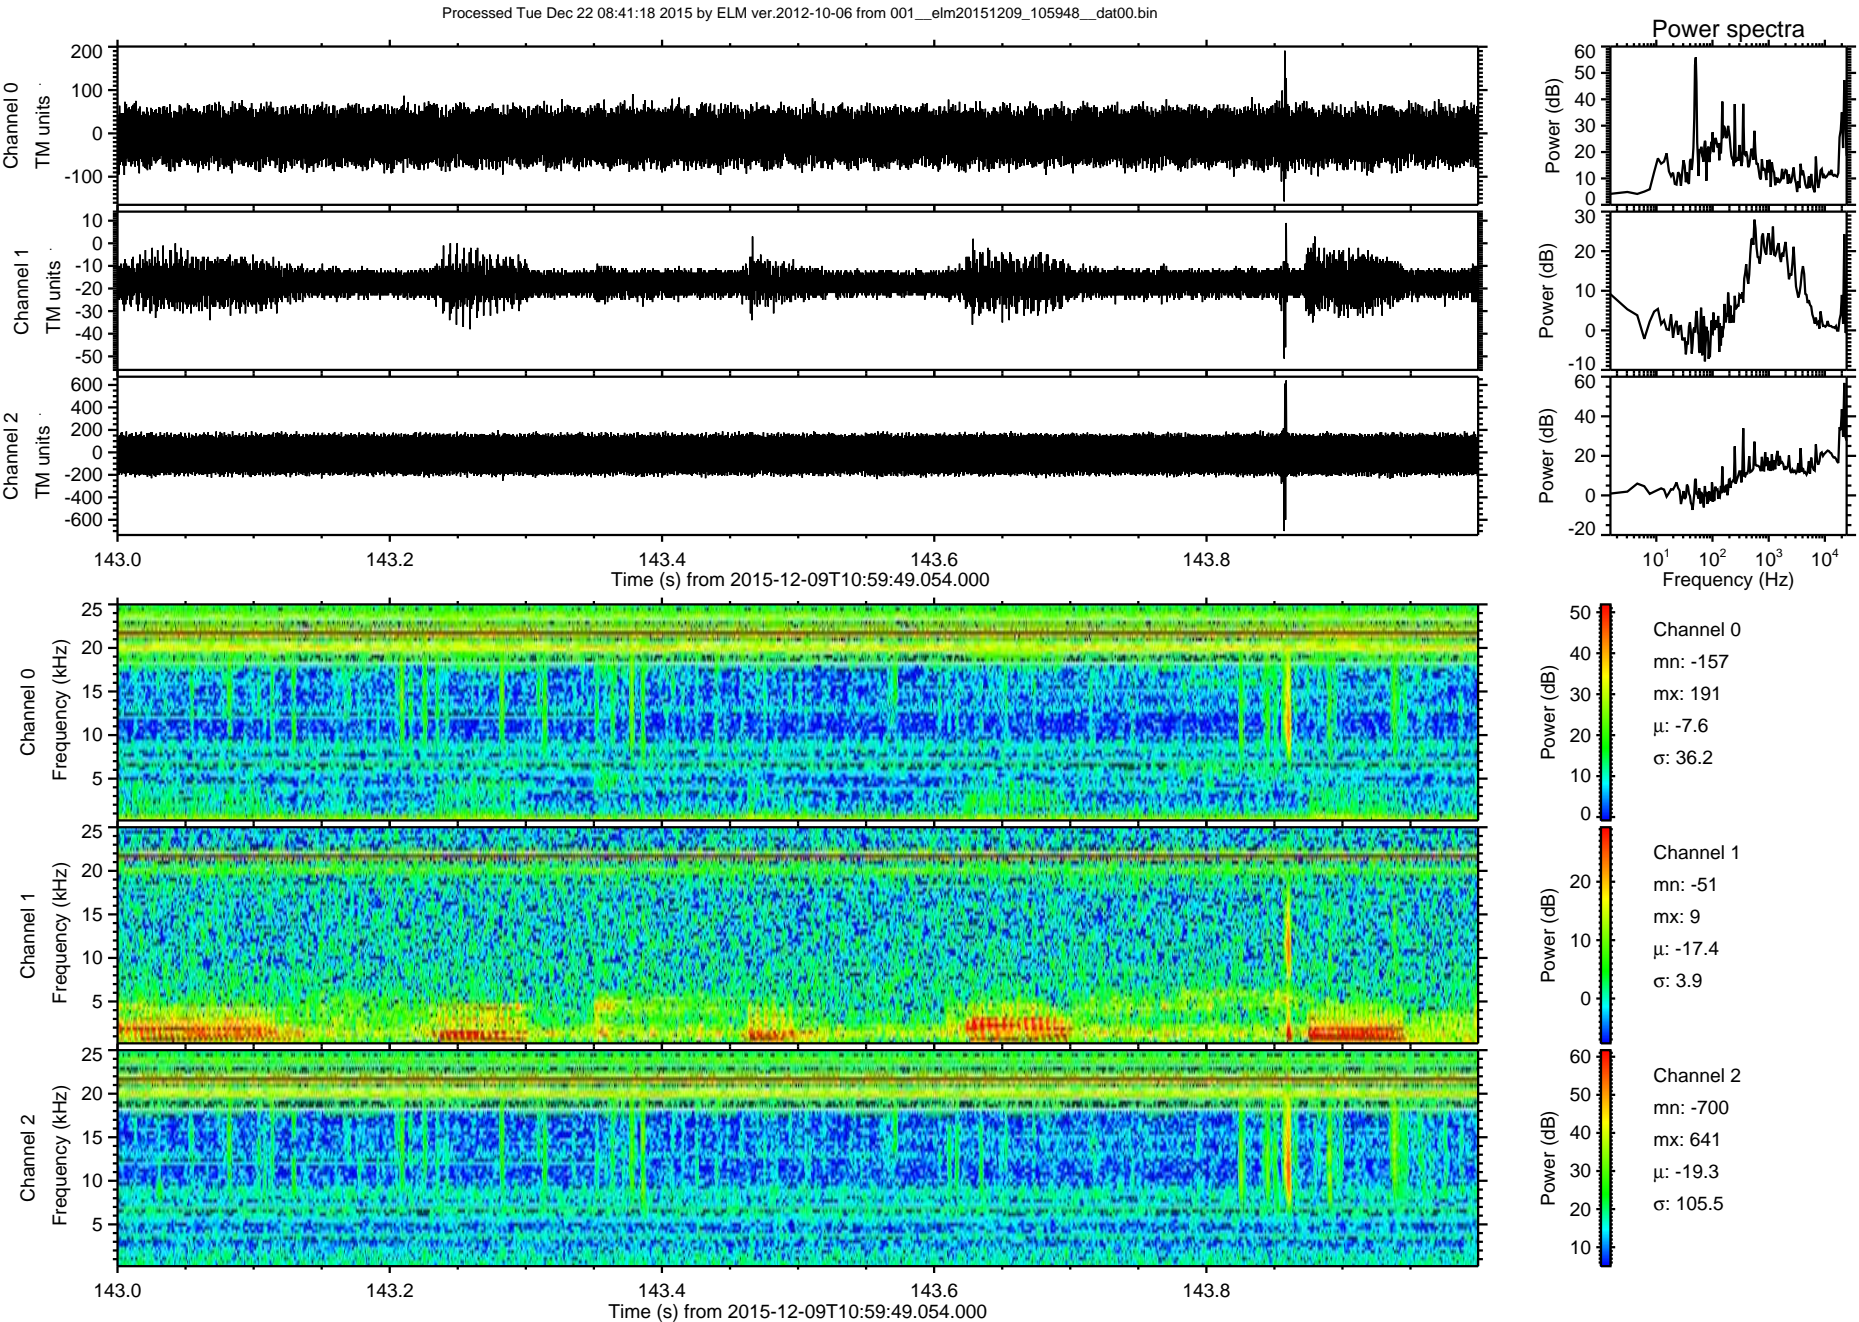 Processed Tue Dec 22 08:41:18 2015 by ELM ver.2012-10-06 from 001__elm20151209_105948__dat00.bin
Power spectra
Channel 0
TM units
200
100
0
-100
Power (dB)
60
50
40
30
20
10
0
Channel 1
TM units
10
0
-10
-20
-30
-40
-50
Power (dB)
30
20
10
0
-10
Channel 2
TM units
600
400
200
0
-200
-400
-600
Power (dB)
60
40
20
0
-20
143.0 143.2 143.4 143.6 143.8
Time (s) from 2015-12-09T10:59:49.054.000
10¹ 10² 10³ 10⁴
Frequency (Hz)
Channel 0
Frequency (kHz)
25
20
15
10
5
Power (dB)
50
40
30
20
10
0
Channel 0
mn: -157
mx: 191
μ: -7.6
σ: 36.2
Channel 1
Frequency (kHz)
25
20
15
10
5
Power (dB)
20
10
0
Channel 1
mn: -51
mx: 9
μ: -17.4
σ: 3.9
Channel 2
Frequency (kHz)
25
20
15
10
5
Power (dB)
60
50
40
30
20
10
Channel 2
mn: -700
mx: 641
μ: -19.3
σ: 105.5
143.0 143.2 143.4 143.6 143.8
Time (s) from 2015-12-09T10:59:49.054.000